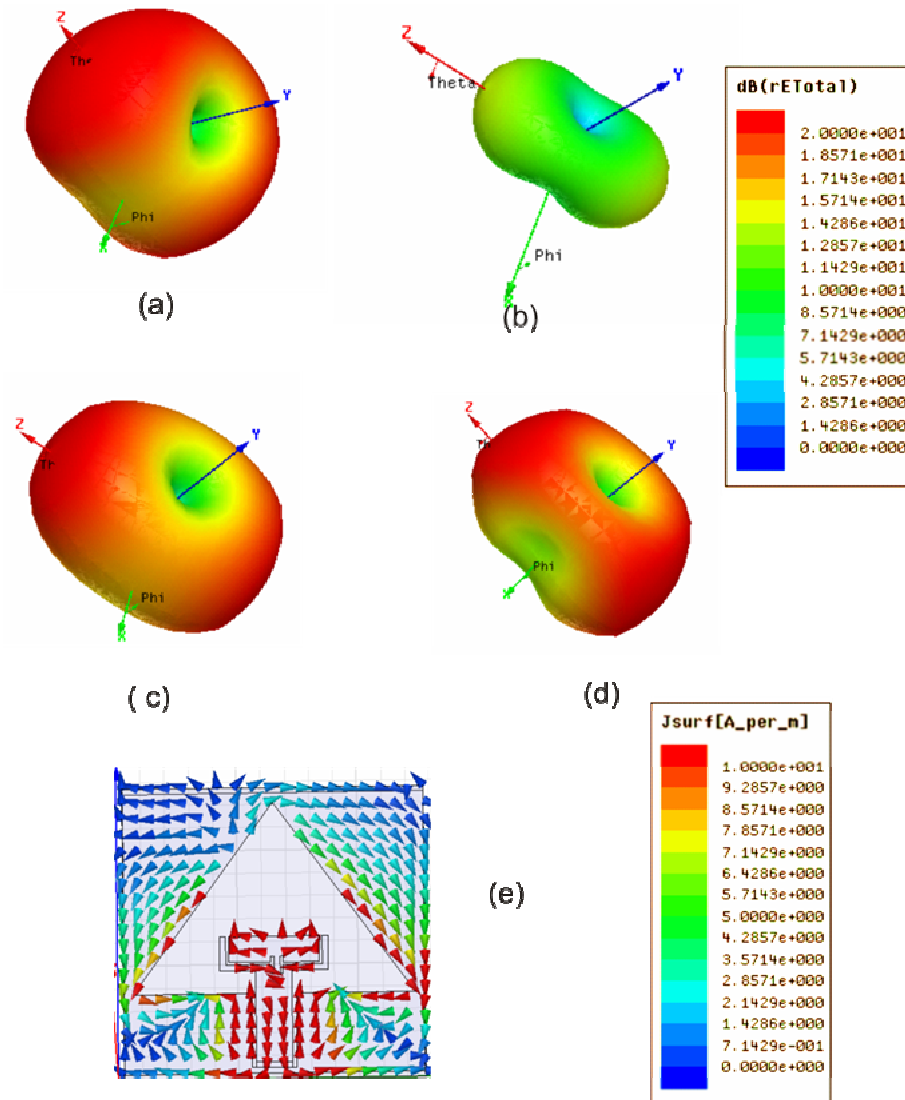 Z
Th
Y
Phi
X
(a)
Z
Theta
Y
Phi
(b)
dB(rETotal)
2.0000e+001
1.8571e+001
1.7143e+001
1.5714e+001
1.4286e+001
1.2857e+001
1.1429e+001
1.0000e+001
8.5714e+000
7.1429e+000
5.7143e+000
4.2857e+000
2.8571e+000
1.4286e+000
0.0000e+000
Z
Th
Y
Phi
X
( c)
Z
Th
Y
Phi
X
(d)
Jsurf[A_per_m]
1.0000e+001
9.2857e+000
8.5714e+000
7.8571e+000
7.1429e+000
6.4286e+000
5.7143e+000
5.0000e+000
4.2857e+000
3.5714e+000
2.8571e+000
2.1429e+000
1.4286e+000
7.1429e-001
0.0000e+000
(e)